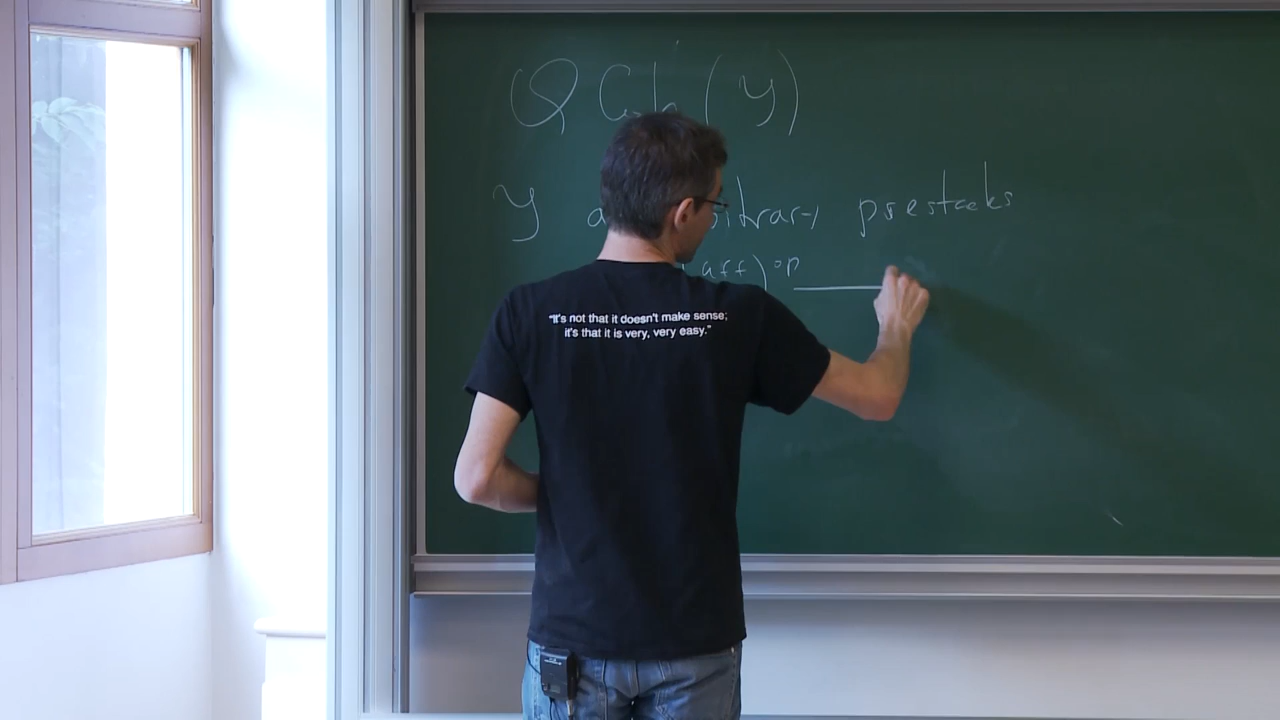 QCoh(Y)
Y arbitrary prestacks
aff)^op
"It's not that it doesn't make sense;
it's that it is very, very easy."